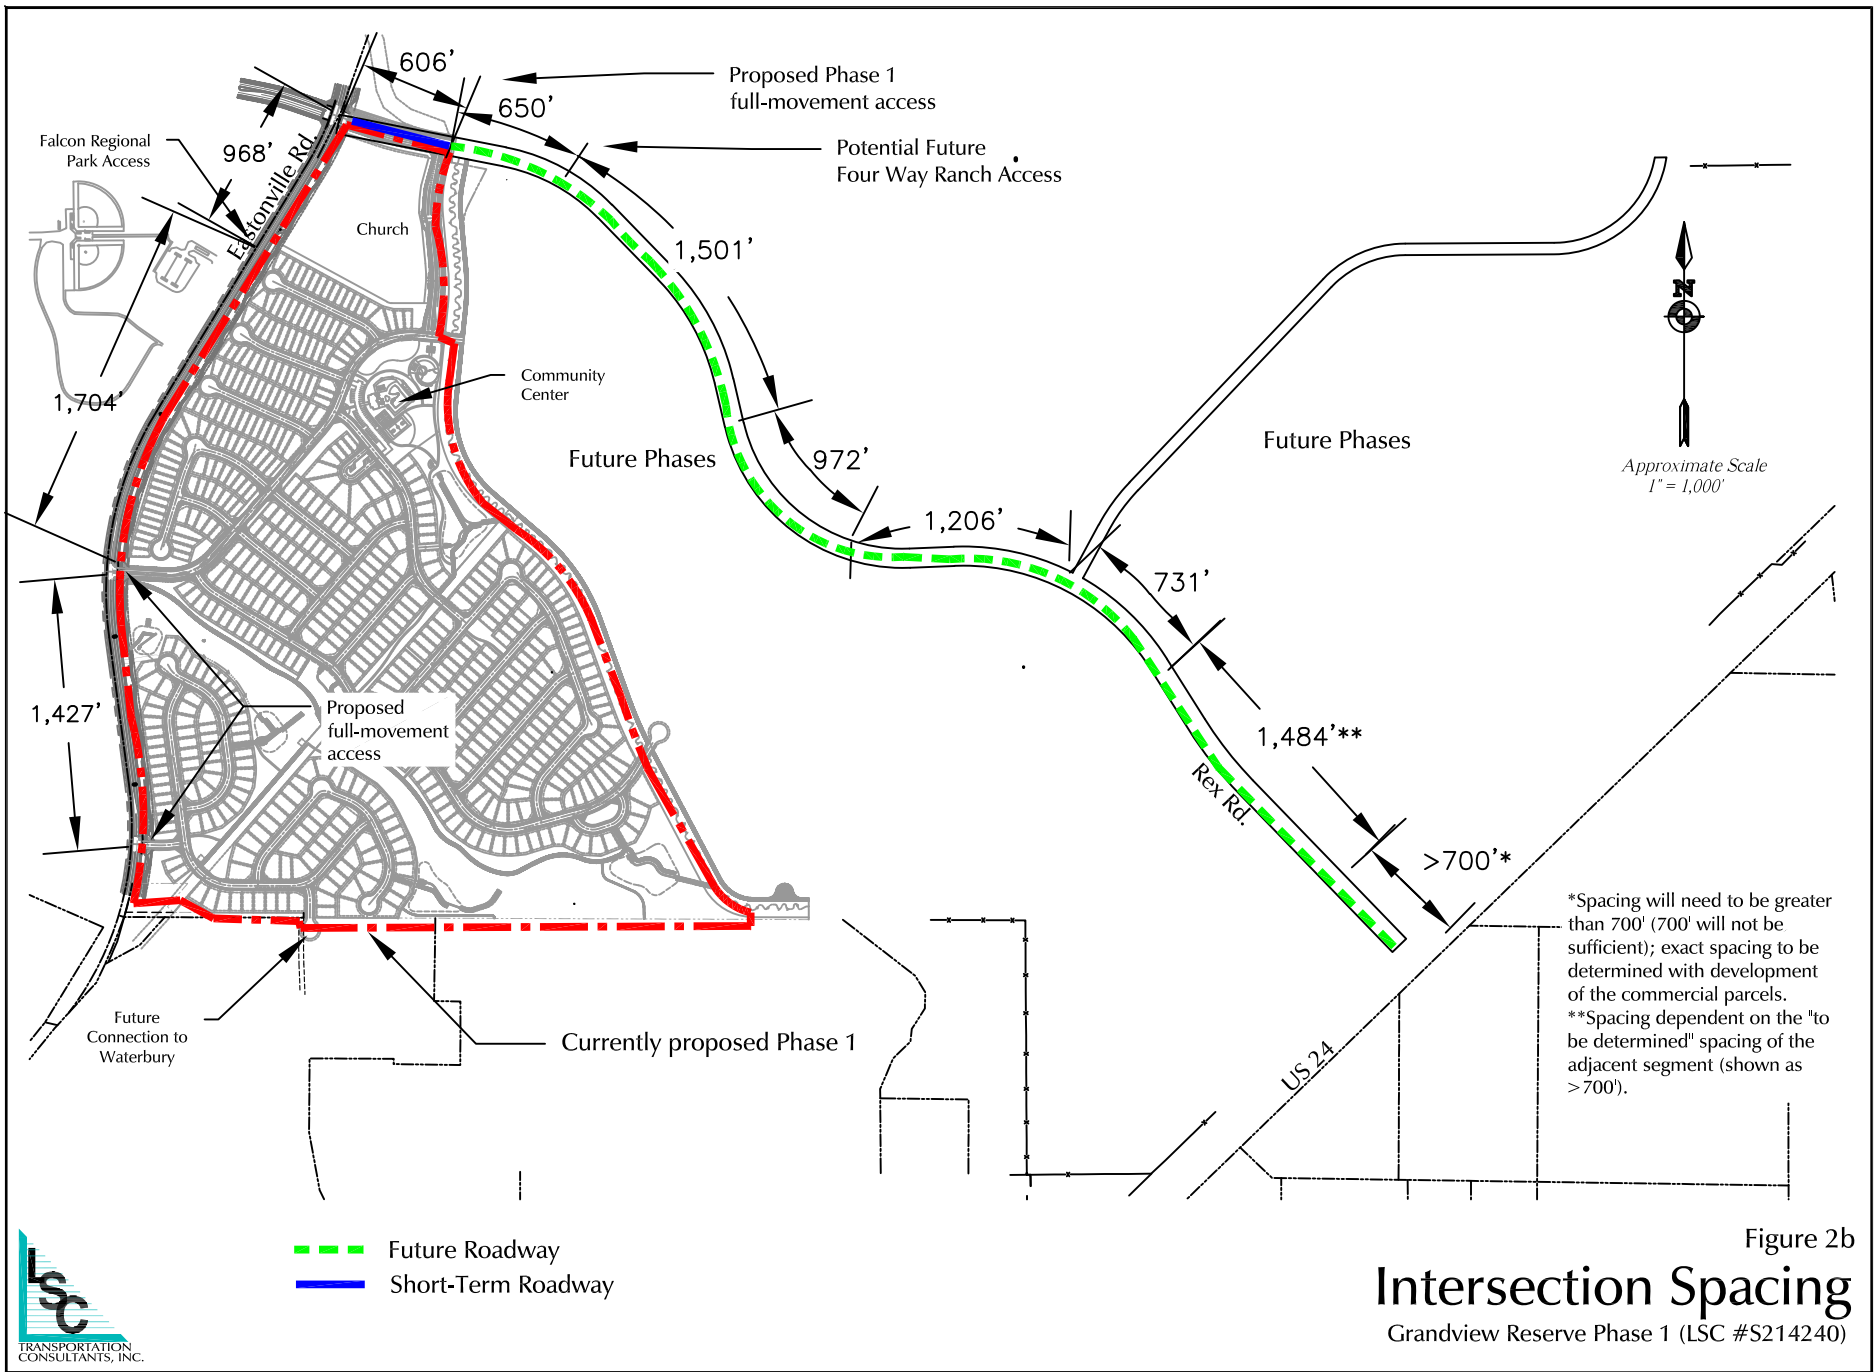 606'
Proposed Phase 1
full-movement access
650'
Potential Future
Four Way Ranch Access
Falcon Regional
Park Access
968'
Eastonville Rd.
Church
1,501'
N
Approximate Scale
1" = 1,000'
1,704'
Community
Center
Future Phases
Future Phases
972'
1,206'
731'
1,427'
Proposed
full-movement
access
1,484'**
Rex Rd.
>700'*
*Spacing will need to be greater
than 700' (700' will not be
sufficient); exact spacing to be
determined with development
of the commercial parcels.
**Spacing dependent on the "to
be determined" spacing of the
adjacent segment (shown as
>700').
US 24
Future
Connection to
Waterbury
Currently proposed Phase 1
Future Roadway
Short-Term Roadway
LSC
TRANSPORTATION
CONSULTANTS, INC.
Figure 2b
Intersection Spacing
Grandview Reserve Phase 1 (LSC #S214240)